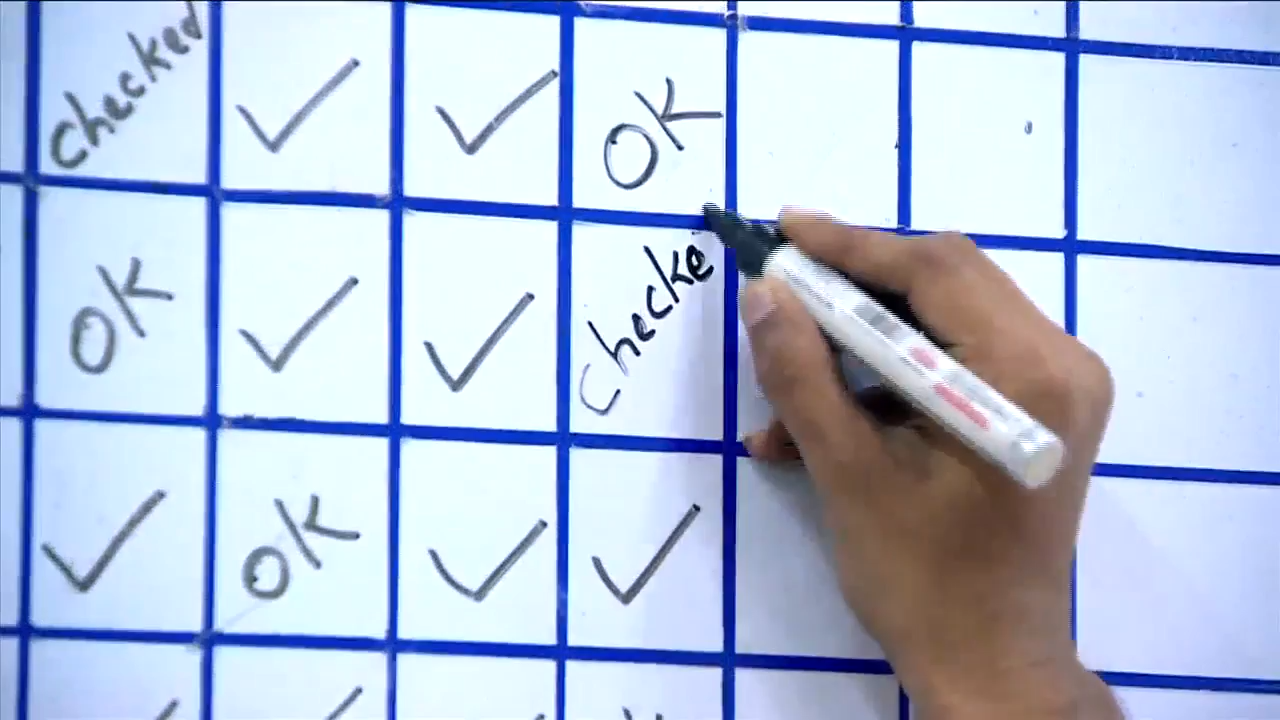 checked ✓ ✓ OK
OK ✓ ✓ checke
✓ OK ✓ ✓